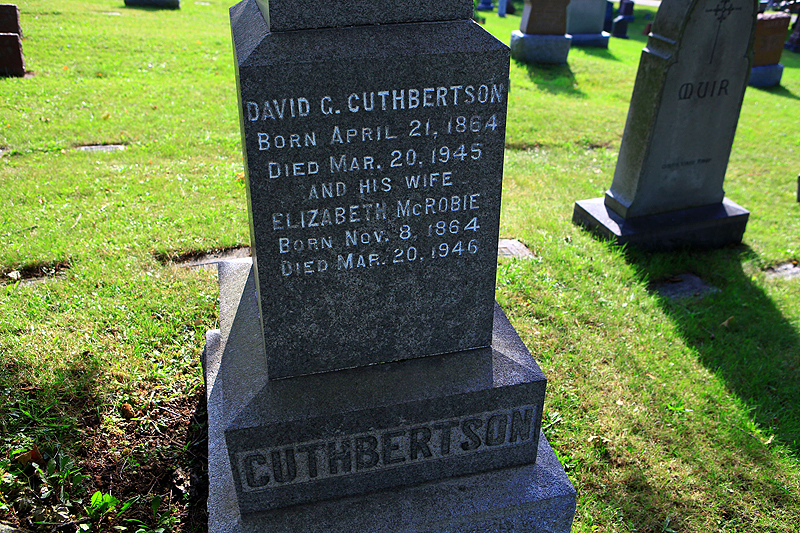 DAVID G. CUTHBERTSON
BORN APRIL 21, 1864
DIED MAR. 20, 1945
AND HIS WIFE
ELIZABETH McROBIE
BORN NOV. 8, 1864
DIED MAR. 20, 1946
CUTHBERTSON
MUIR